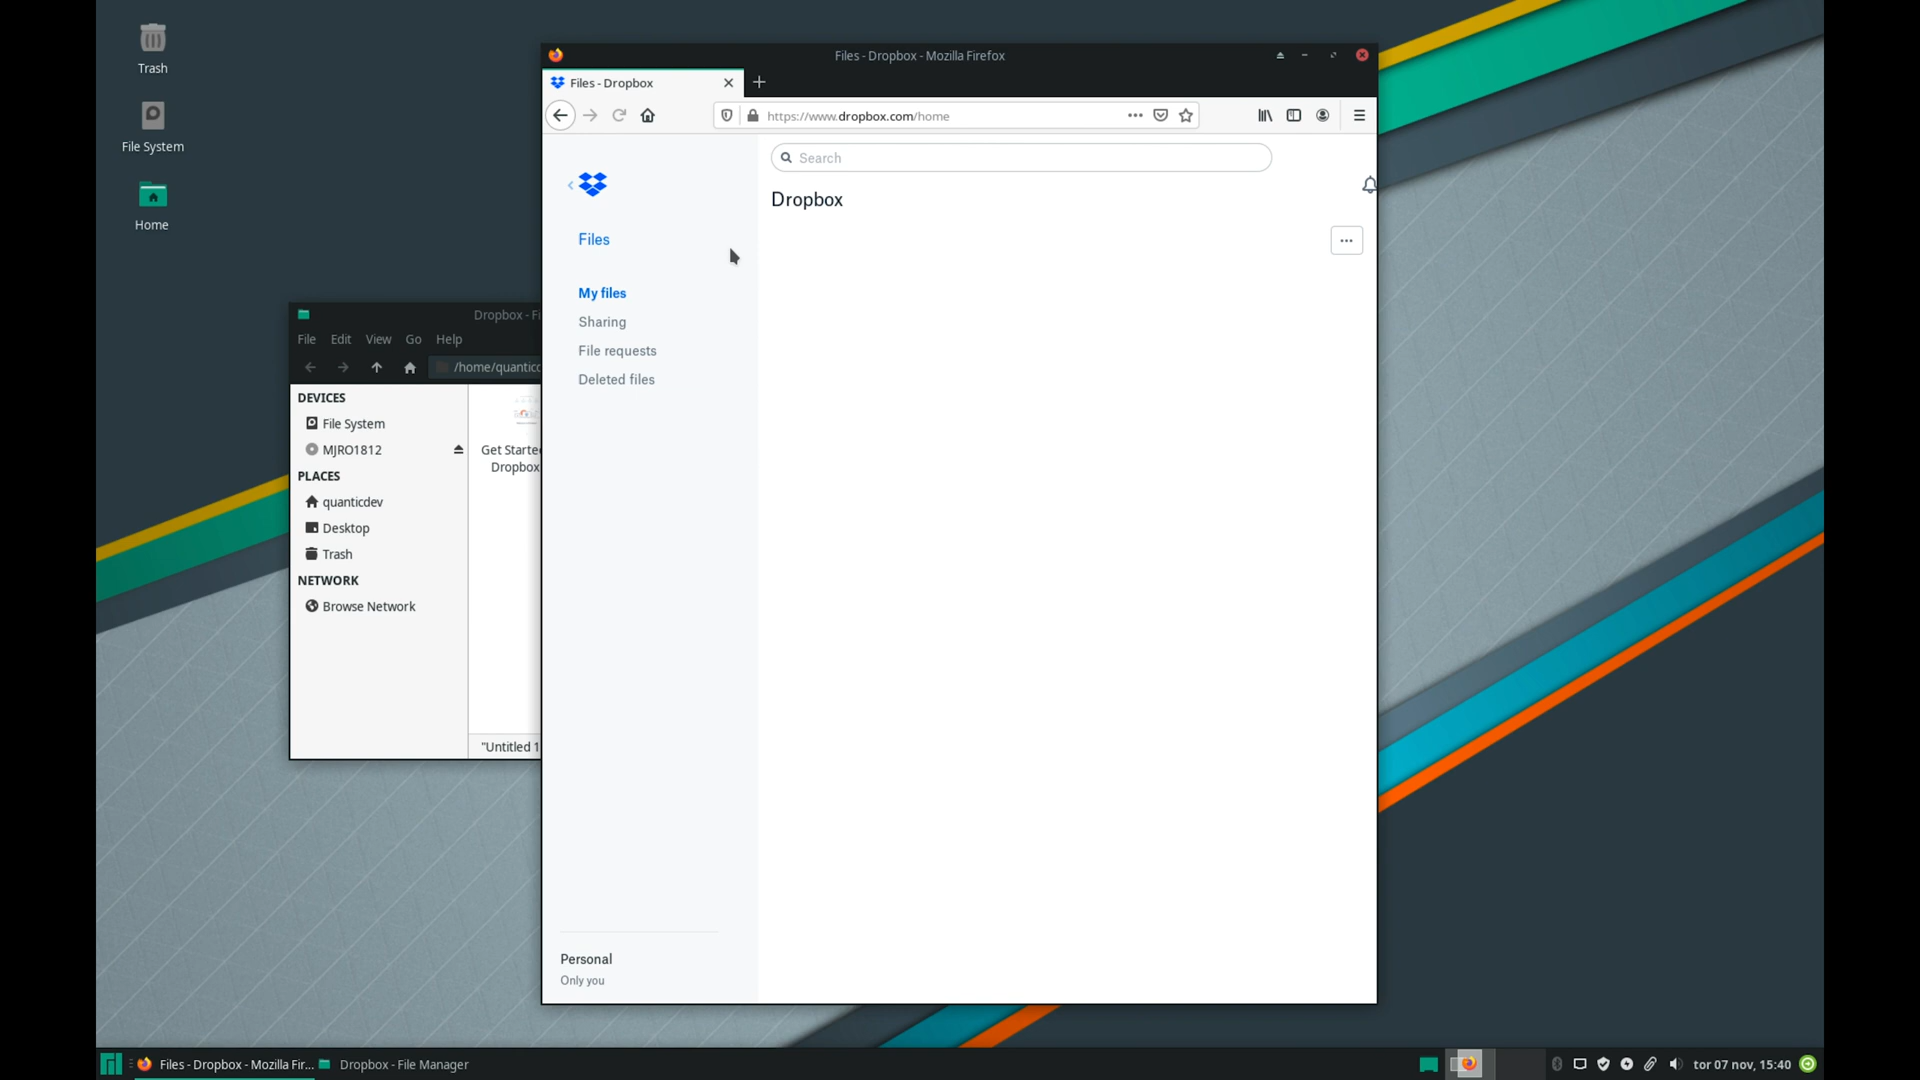 Trash
File System
Home
Files - Dropbox - Mozilla Firefox
Files - Dropbox
https://www.dropbox.com/home
Search
Dropbox
Files
My files
Sharing
File requests
Deleted files
Personal
Only you
Dropbox - Fi
File Edit View Go Help
/home/quantic
DEVICES
File System
MJRO1812
PLACES
quanticdev
Desktop
Trash
NETWORK
Browse Network
Get Starte
Dropbox
"Untitled 1
Files - Dropbox - Mozilla Fir...
Dropbox - File Manager
tor 07 nov, 15:40